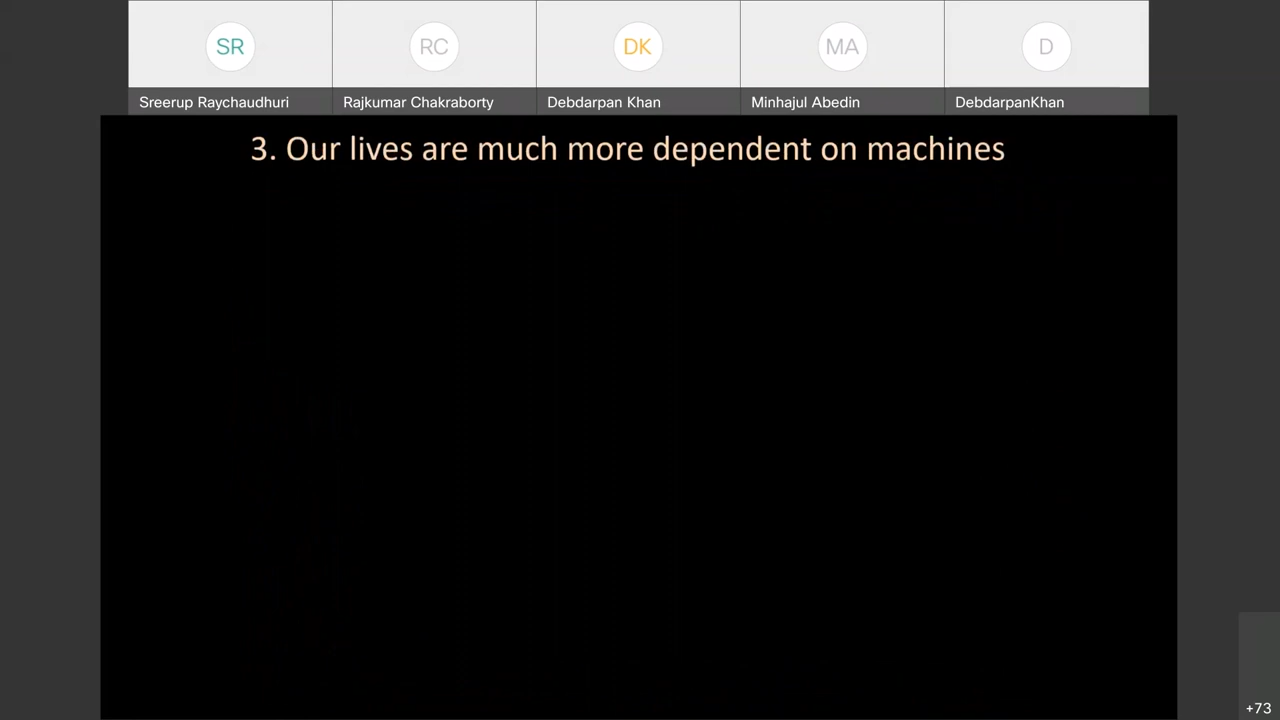 SR
RC
DK
MA
D
Sreerup Raychaudhuri
Rajkumar Chakraborty
Debdarpan Khan
Minhajul Abedin
DebdarpanKhan
3. Our lives are much more dependent on machines
+73